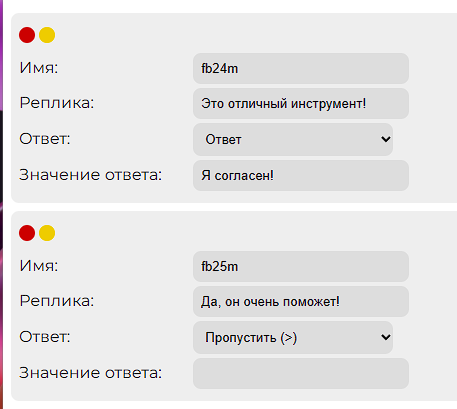 Имя: fb24m
Реплика: Это отличный инструмент!
Ответ: Ответ
Значение ответа: Я согласен!
Имя: fb25m
Реплика: Да, он очень поможет!
Ответ: Пропустить (>)
Значение ответа: